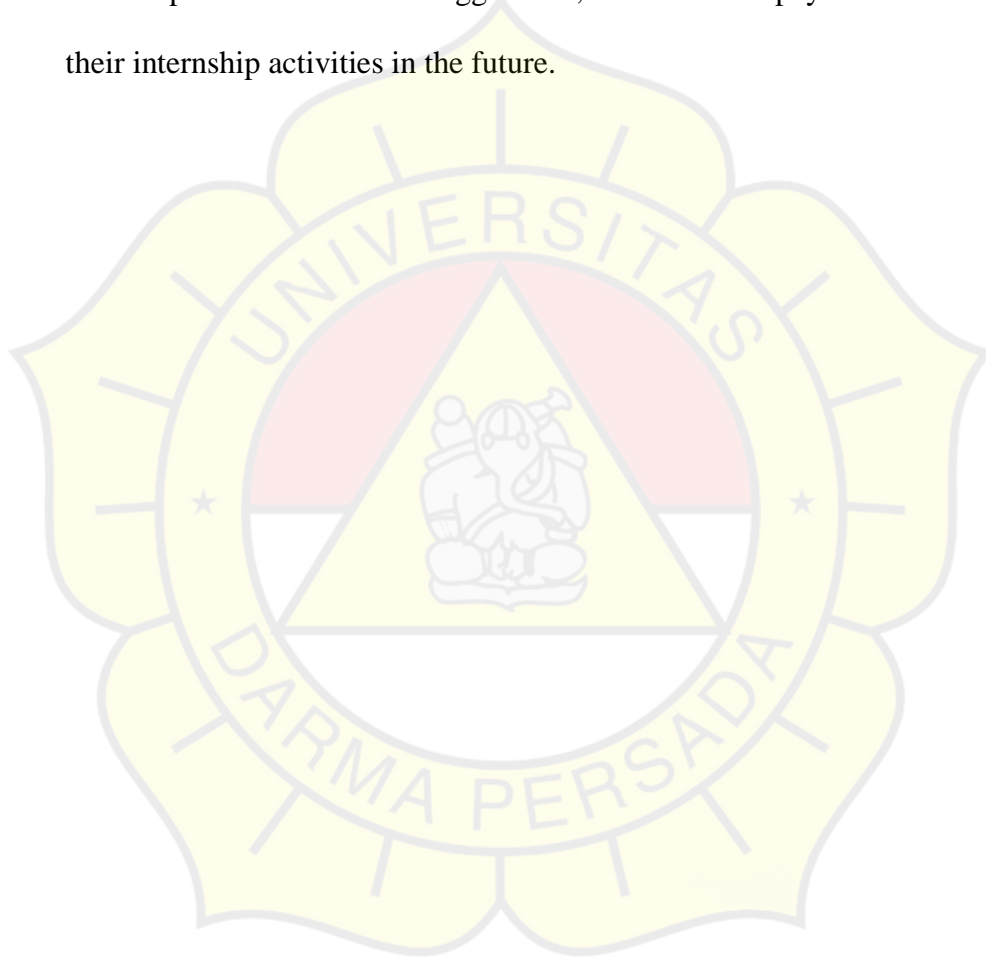 their internship activities in the future.
UNIVERSITAS
DARMA PERSADA